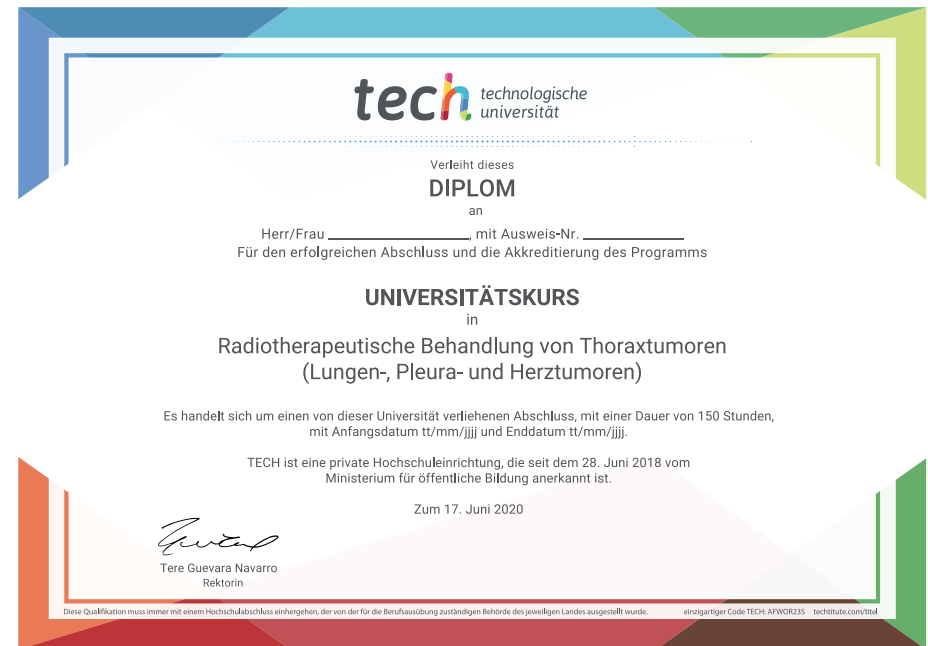 tech technologische
universität
Verleiht dieses
DIPLOM
an
Herr/Frau ____________________, mit Ausweis-Nr. ______________
Für den erfolgreichen Abschluss und die Akkreditierung des Programms
UNIVERSITÄTSKURS
in
Radiotherapeutische Behandlung von Thoraxtumoren
(Lungen-, Pleura- und Herztumoren)
Es handelt sich um einen von dieser Universität verliehenen Abschluss, mit einer Dauer von 150 Stunden,
mit Anfangsdatum tt/mm/jjjj und Enddatum tt/mm/jjjj.
TECH ist eine private Hochschuleinrichtung, die seit dem 28. Juni 2018 vom
Ministerium für öffentliche Bildung anerkannt ist.
Zum 17. Juni 2020
Tere Guevara Navarro
Rektorin
Diese Qualifikation muss immer mit einem Hochschulabschluss einhergehen, der von der für die Berufsausübung zuständigen Behörde des jeweiligen Landes ausgestellt wurde. einzigartiger Code TECH: AFWOR23S techtitute.com/titel